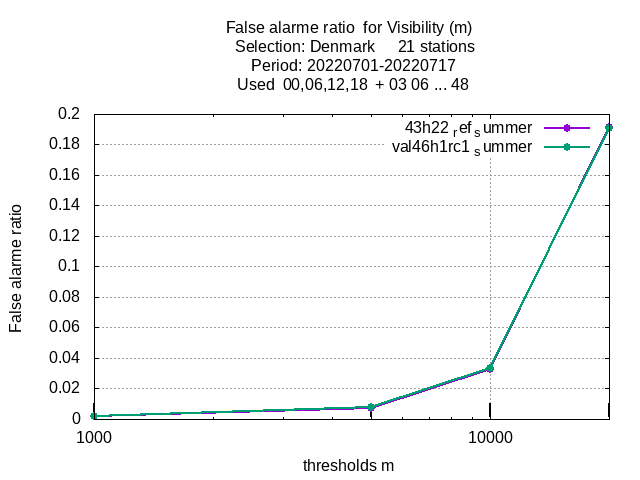 False alarme ratio  for Visibility (m)
Selection: Denmark     21 stations
Period: 20220701-20220717
Used  00,06,12,18  + 03 06 ... 48
43h22 ref summer
val46h1rc1 summer
0.2
0.18
0.16
0.14
0.12
0.1
0.08
0.06
0.04
0.02
0
False alarme ratio
1000
10000
thresholds m